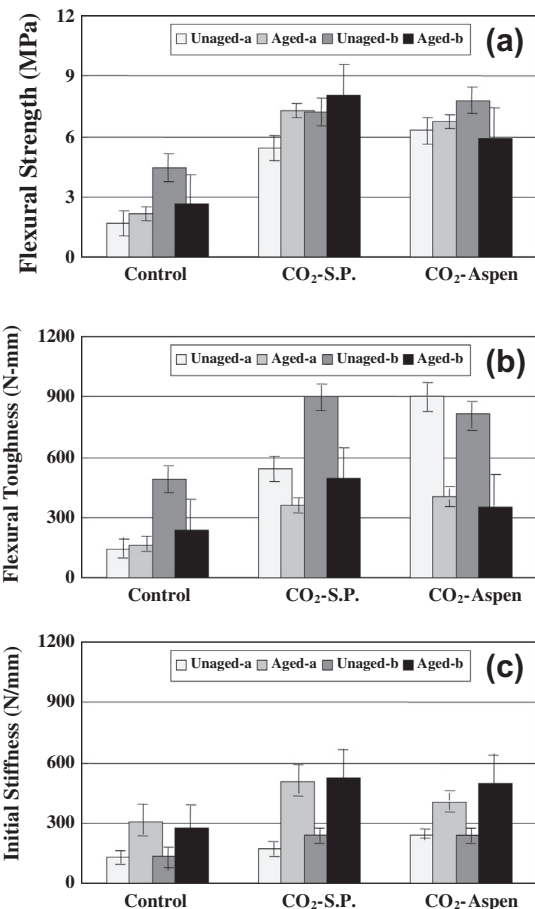 Flexural Strength (MPa)
12
9
6
3
0
Unaged-a Aged-a Unaged-b Aged-b
(a)
Control CO₂-S.P. CO₂-Aspen
Flexural Toughness (N-mm)
1200
900
600
300
0
Unaged-a Aged-a Unaged-b Aged-b
(b)
Control CO₂-S.P. CO₂-Aspen
Initial Stiffness (N/mm)
1200
900
600
300
0
Unaged-a Aged-a Unaged-b Aged-b
(c)
Control CO₂-S.P. CO₂-Aspen